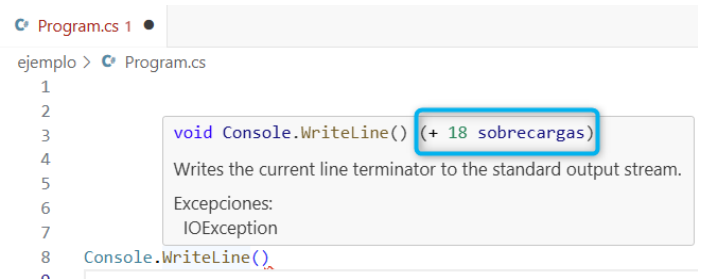 C# Program.cs 1 ●
ejemplo > C# Program.cs
1
2
3
4
5
6
7
void Console.WriteLine() (+ 18 sobrecargas)
Writes the current line terminator to the standard output stream.
Excepciones:
IOException
8 Console.WriteLine()
9